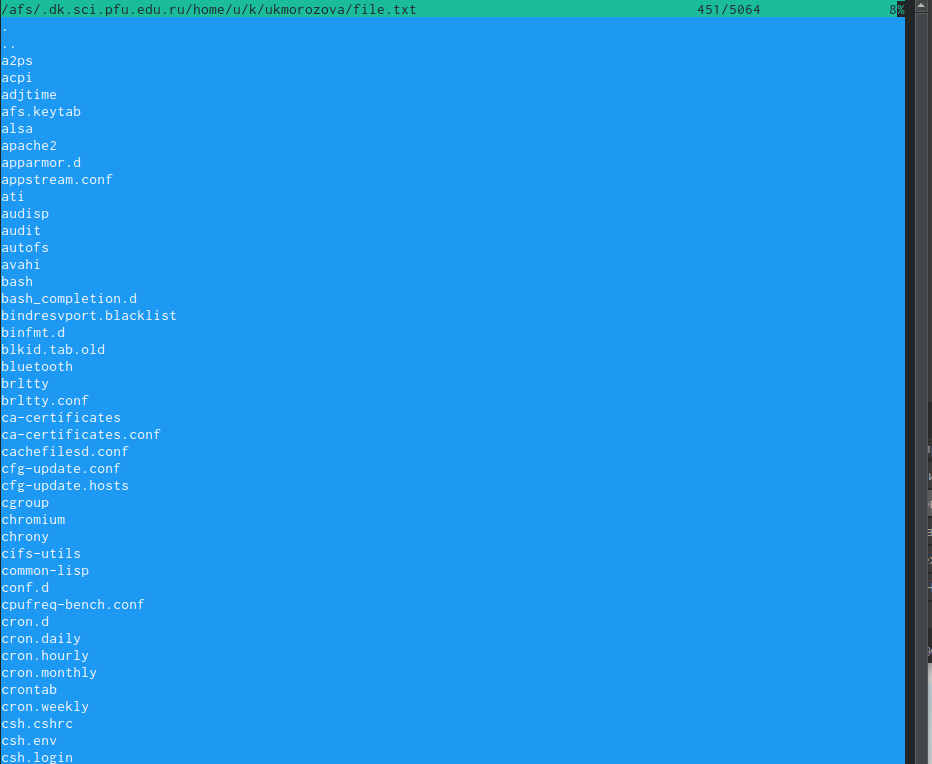 /afs/.dk.sci.pfu.edu.ru/home/u/k/ukmorozova/file.txt 451/5064 8%
.
..
a2ps
acpi
adjtime
afs.keytab
alsa
apache2
apparmor.d
appstream.conf
ati
audisp
audit
autofs
avahi
bash
bash_completion.d
bindresvport.blacklist
binfmt.d
blkid.tab.old
bluetooth
brltty
brltty.conf
ca-certificates
ca-certificates.conf
cachefilesd.conf
cfg-update.conf
cfg-update.hosts
cgroup
chromium
chrony
cifs-utils
common-lisp
conf.d
cpufreq-bench.conf
cron.d
cron.daily
cron.hourly
cron.monthly
crontab
cron.weekly
csh.cshrc
csh.env
csh.login